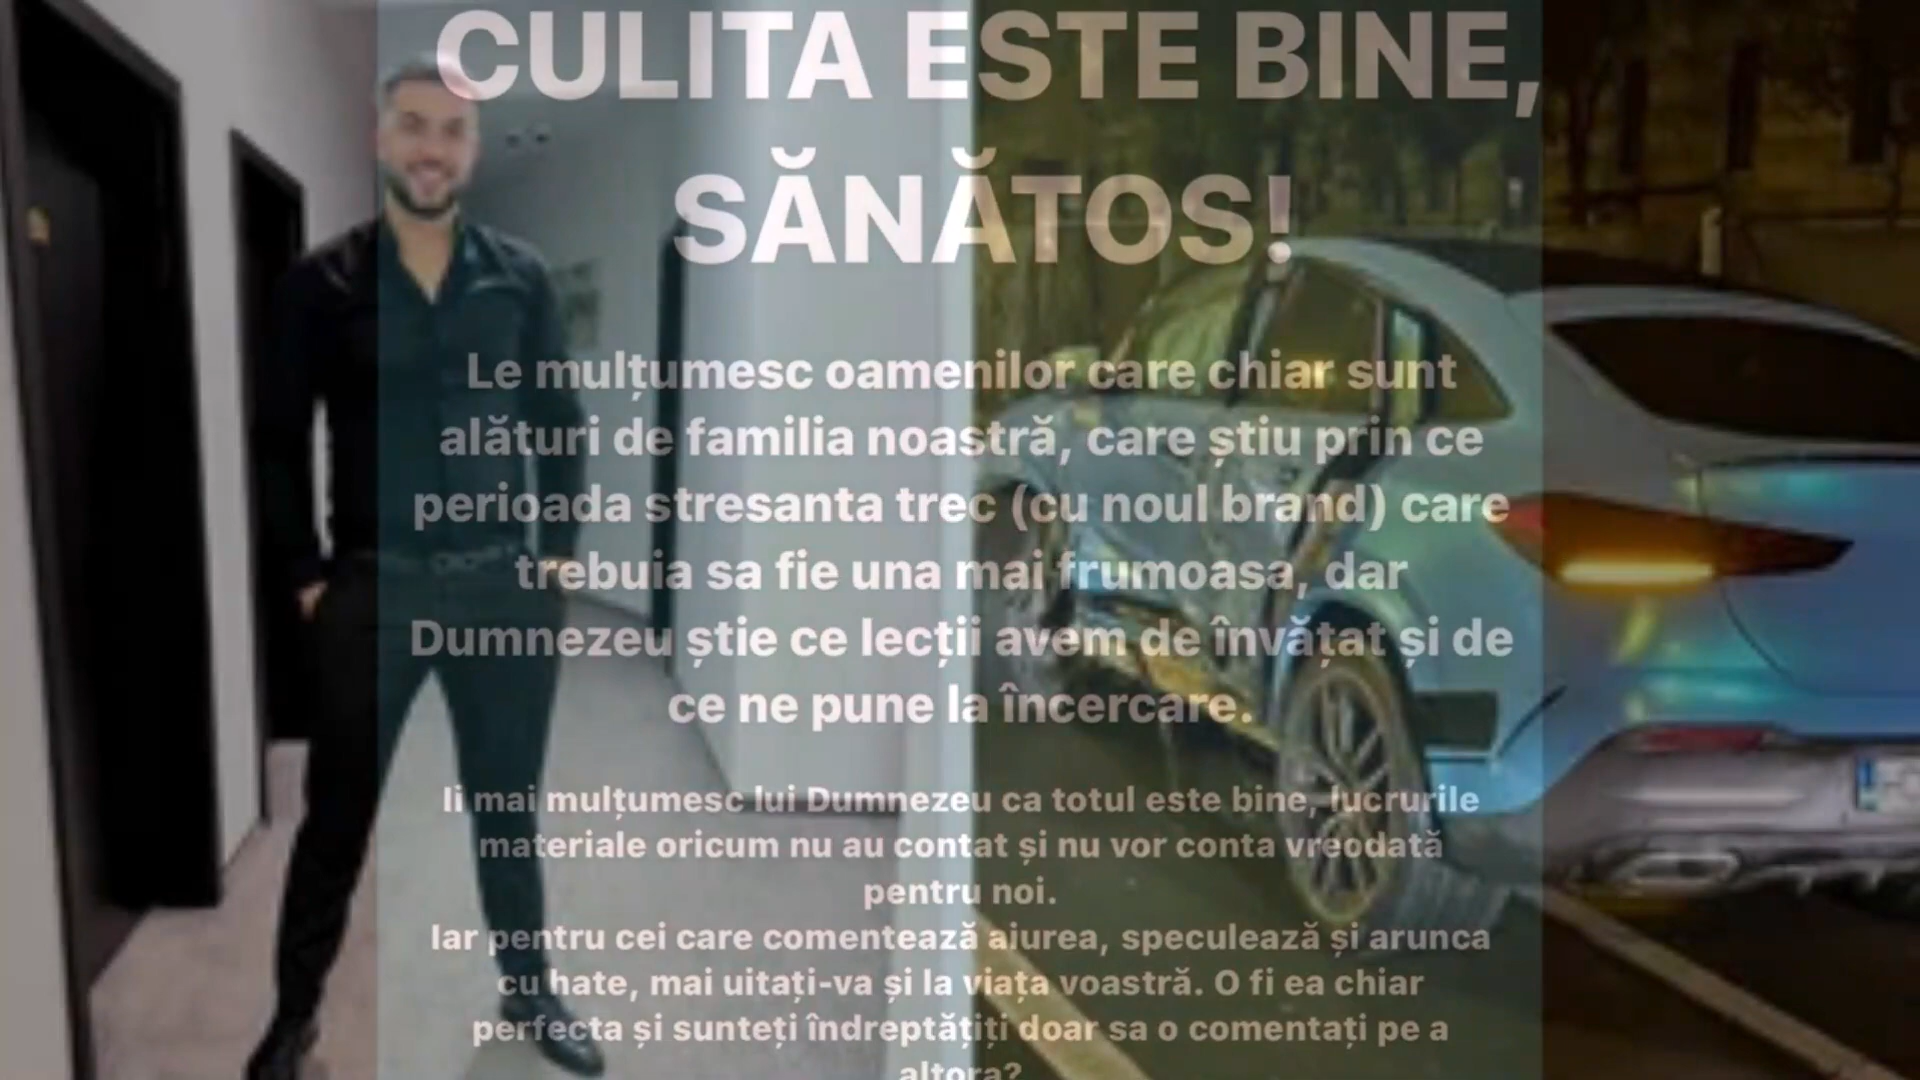 CULITA ESTE BINE,
SĂNĂTOS!
Le mulțumesc oamenilor care chiar sunt
alături de familia noastră, care știu prin ce
perioada stresanta trec (cu noul brand) care
trebuia sa fie una mai frumoasa, dar
Dumnezeu știe ce lecții avem de învățat și de
ce ne pune la încercare.
Ii mai mulțumesc lui Dumnezeu ca totul este bine, lucrurile
materiale oricum nu au contat și nu vor conta vreodată
pentru noi.
Iar pentru cei care comentează aiurea, speculează și arunca
cu hate, mai uitați-va și la viața voastră. O fi ea chiar
perfecta și sunteți îndreptățiți doar sa o comentați pe a
altora?